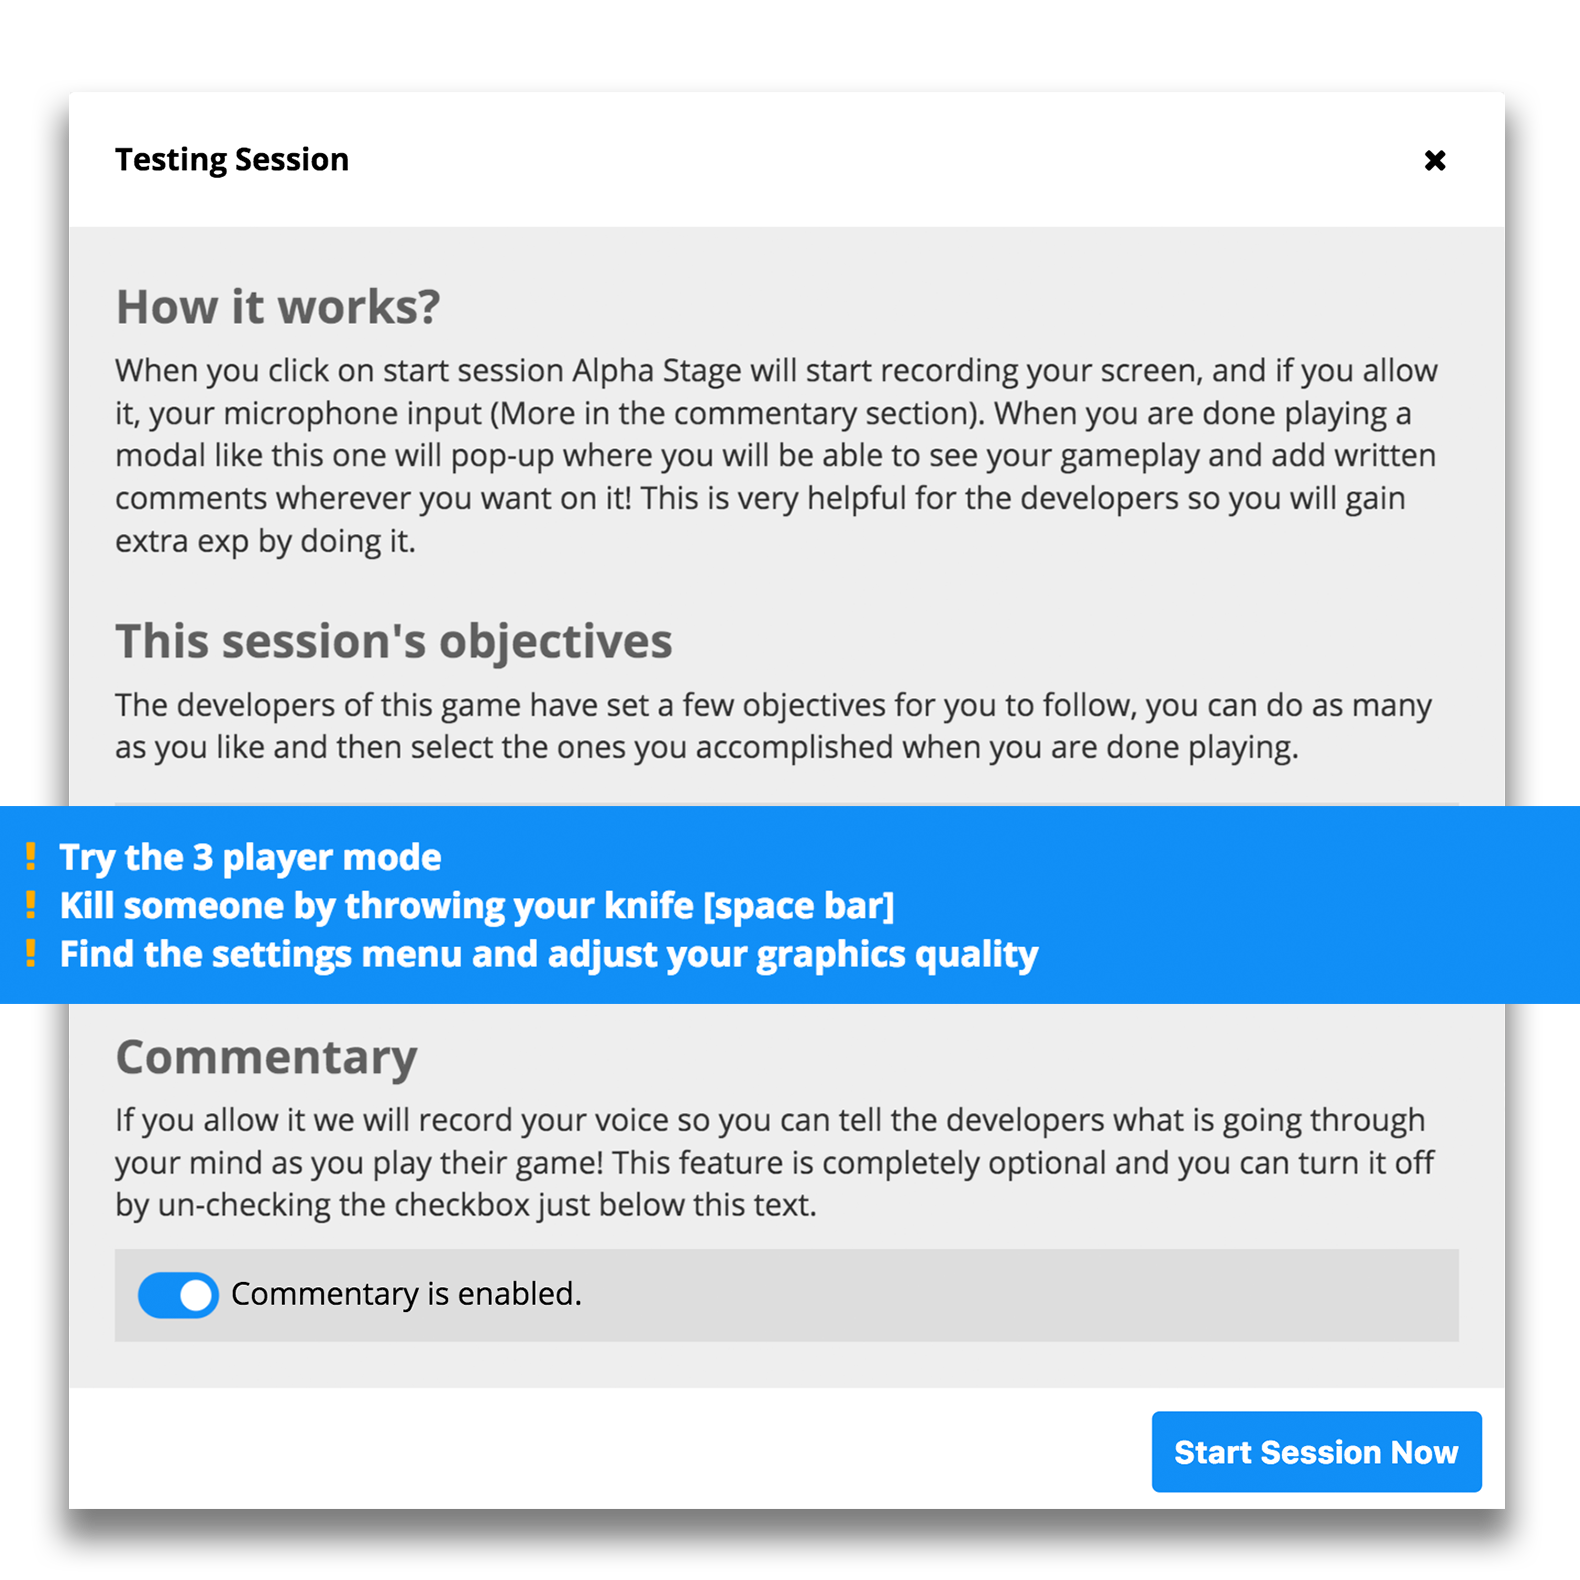 Testing Session
How it works?
When you click on start session Alpha Stage will start recording your screen, and if you allow
it, your microphone input (More in the commentary section). When you are done playing a
modal like this one will pop-up where you will be able to see your gameplay and add written
comments wherever you want on it! This is very helpful for the developers so you will gain
extra exp by doing it.
This session's objectives
The developers of this game have set a few objectives for you to follow, you can do as many
as you like and then select the ones you accomplished when you are done playing.
! Try the 3 player mode
! Kill someone by throwing your knife [space bar]
! Find the settings menu and adjust your graphics quality
Commentary
If you allow it we will record your voice so you can tell the developers what is going through
your mind as you play their game! This feature is completely optional and you can turn it off
by un-checking the checkbox just below this text.
Commentary is enabled.
Start Session Now